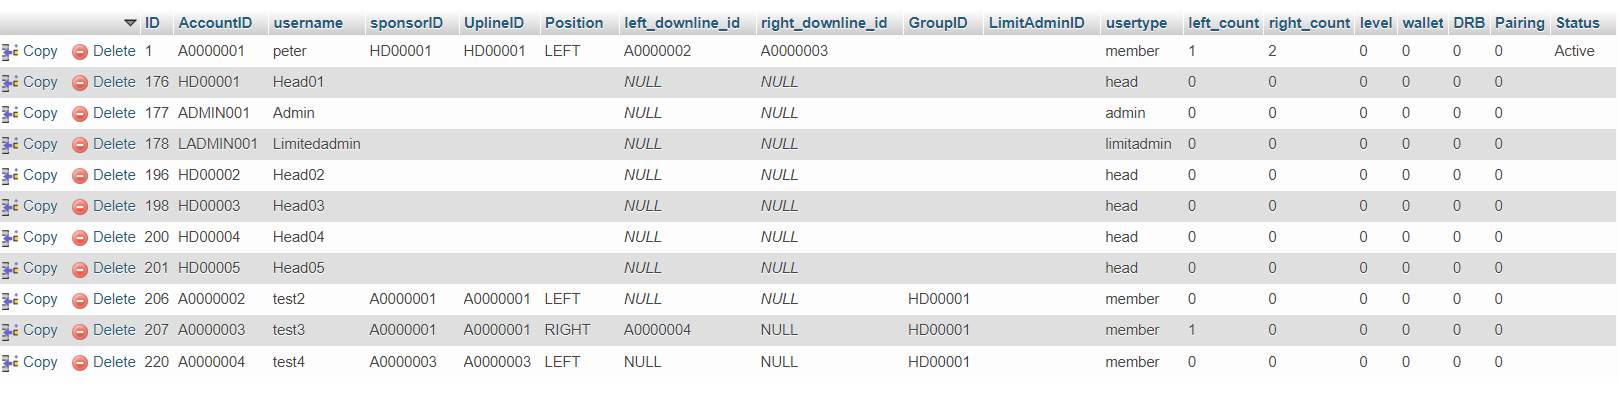 ID AccountID username sponsorID UplineID Position left_downline_id right_downline_id GroupID LimitAdminID usertype left_count right_count level wallet DRB Pairing Status
Copy Delete 1 A0000001 peter HD00001 HD00001 LEFT A0000002 A0000003 member 1 2 0 0 0 0 Active
Copy Delete 176 HD00001 Head01 NULL NULL head 0 0 0 0 0 0
Copy Delete 177 ADMIN001 Admin NULL NULL admin 0 0 0 0 0 0
Copy Delete 178 LADMIN001 Limitedadmin NULL NULL limitadmin 0 0 0 0 0 0
Copy Delete 196 HD00002 Head02 NULL NULL head 0 0 0 0 0 0
Copy Delete 198 HD00003 Head03 NULL NULL head 0 0 0 0 0 0
Copy Delete 200 HD00004 Head04 NULL NULL head 0 0 0 0 0 0
Copy Delete 201 HD00005 Head05 NULL NULL head 0 0 0 0 0 0
Copy Delete 206 A0000002 test2 A0000001 A0000001 LEFT NULL NULL HD00001 member 0 0 0 0 0 0
Copy Delete 207 A0000003 test3 A0000001 A0000001 RIGHT A0000004 NULL HD00001 member 1 0 0 0 0 0
Copy Delete 220 A0000004 test4 A0000003 A0000003 LEFT NULL NULL HD00001 member 0 0 0 0 0 0